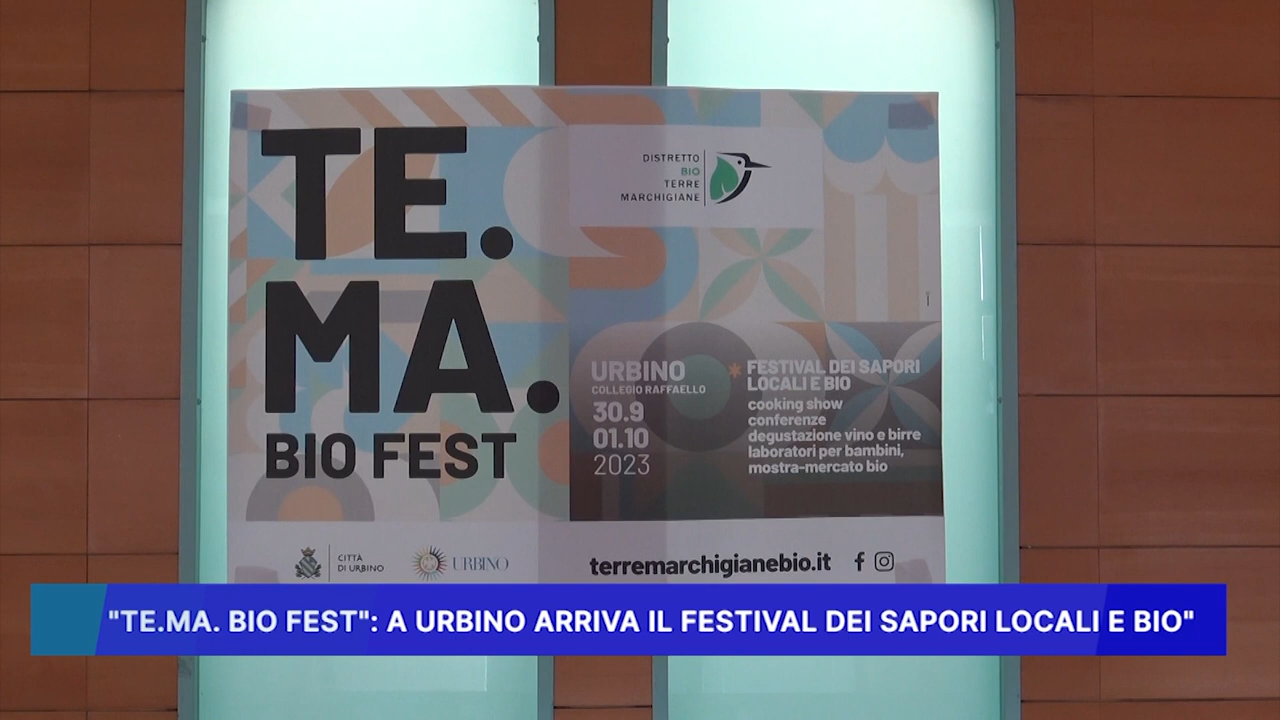 TE.
MA.
BIO FEST
DISTRETTO
BIO
TERRE
MARCHIGIANE
URBINO
COLLEGIO RAFFAELLO
30.9
01.10
2023
FESTIVAL DEI SAPORI
LOCALI E BIO
cooking show
conferenze
degustazione vino e birre
laboratori per bambini,
mostra-mercato bio
CITTÀ
DI URBINO
URBINO
terremarchigianebio.it
"TE.MA. BIO FEST": A URBINO ARRIVA IL FESTIVAL DEI SAPORI LOCALI E BIO"